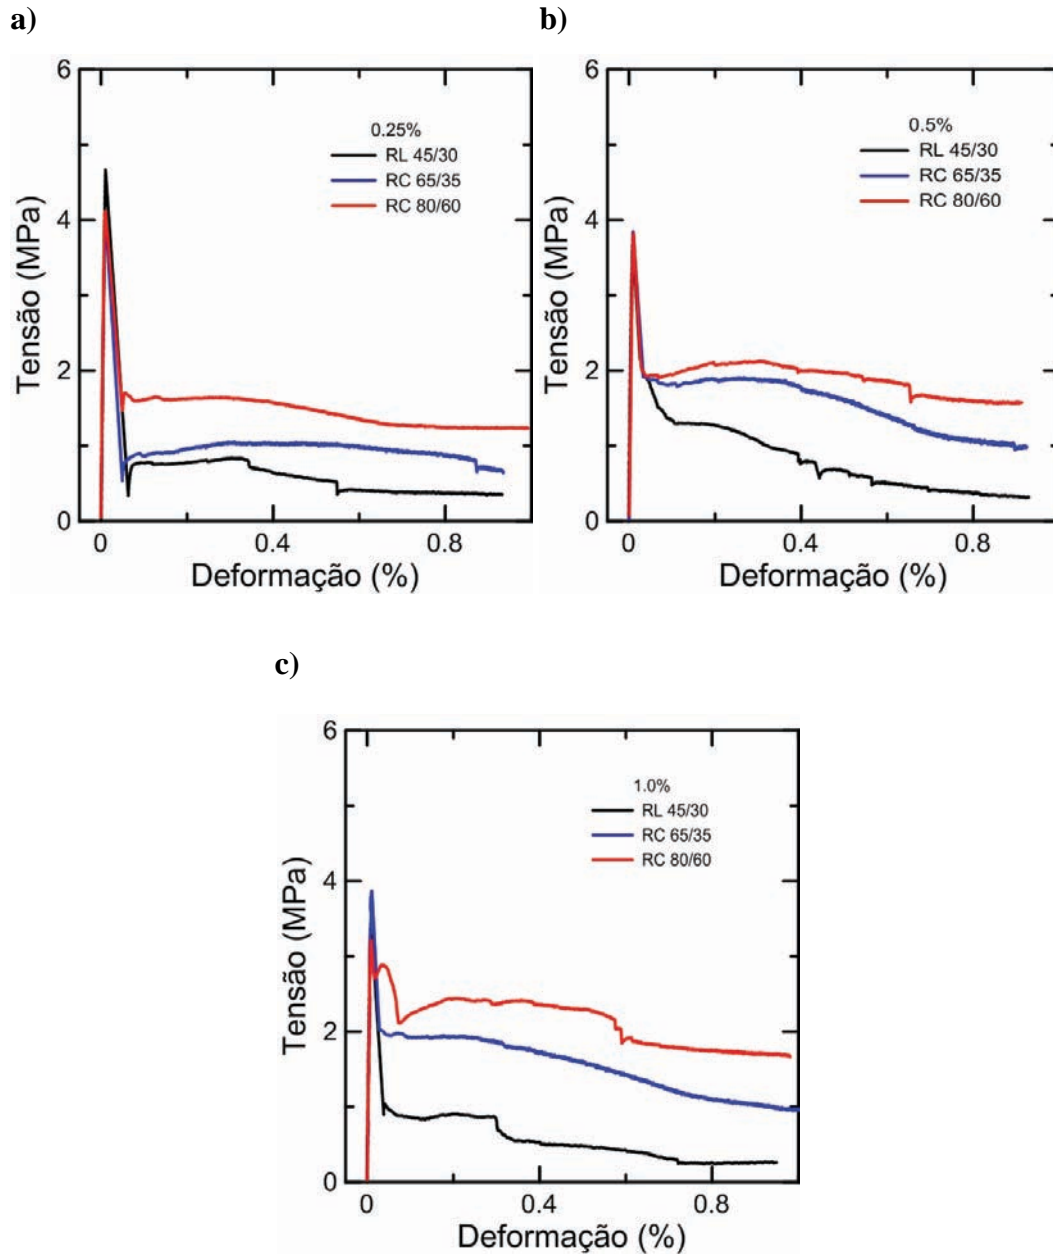 a)
6
4
2
0
Tensão (MPa)
0.25%
RL 45/30
RC 65/35
RC 80/60
0 0.4 0.8
Deformação (%)
b)
6
4
2
0
Tensão (MPa)
0.5%
RL 45/30
RC 65/35
RC 80/60
0 0.4 0.8
Deformação (%)
c)
6
4
2
0
Tensão (MPa)
1.0%
RL 45/30
RC 65/35
RC 80/60
0 0.4 0.8
Deformação (%)